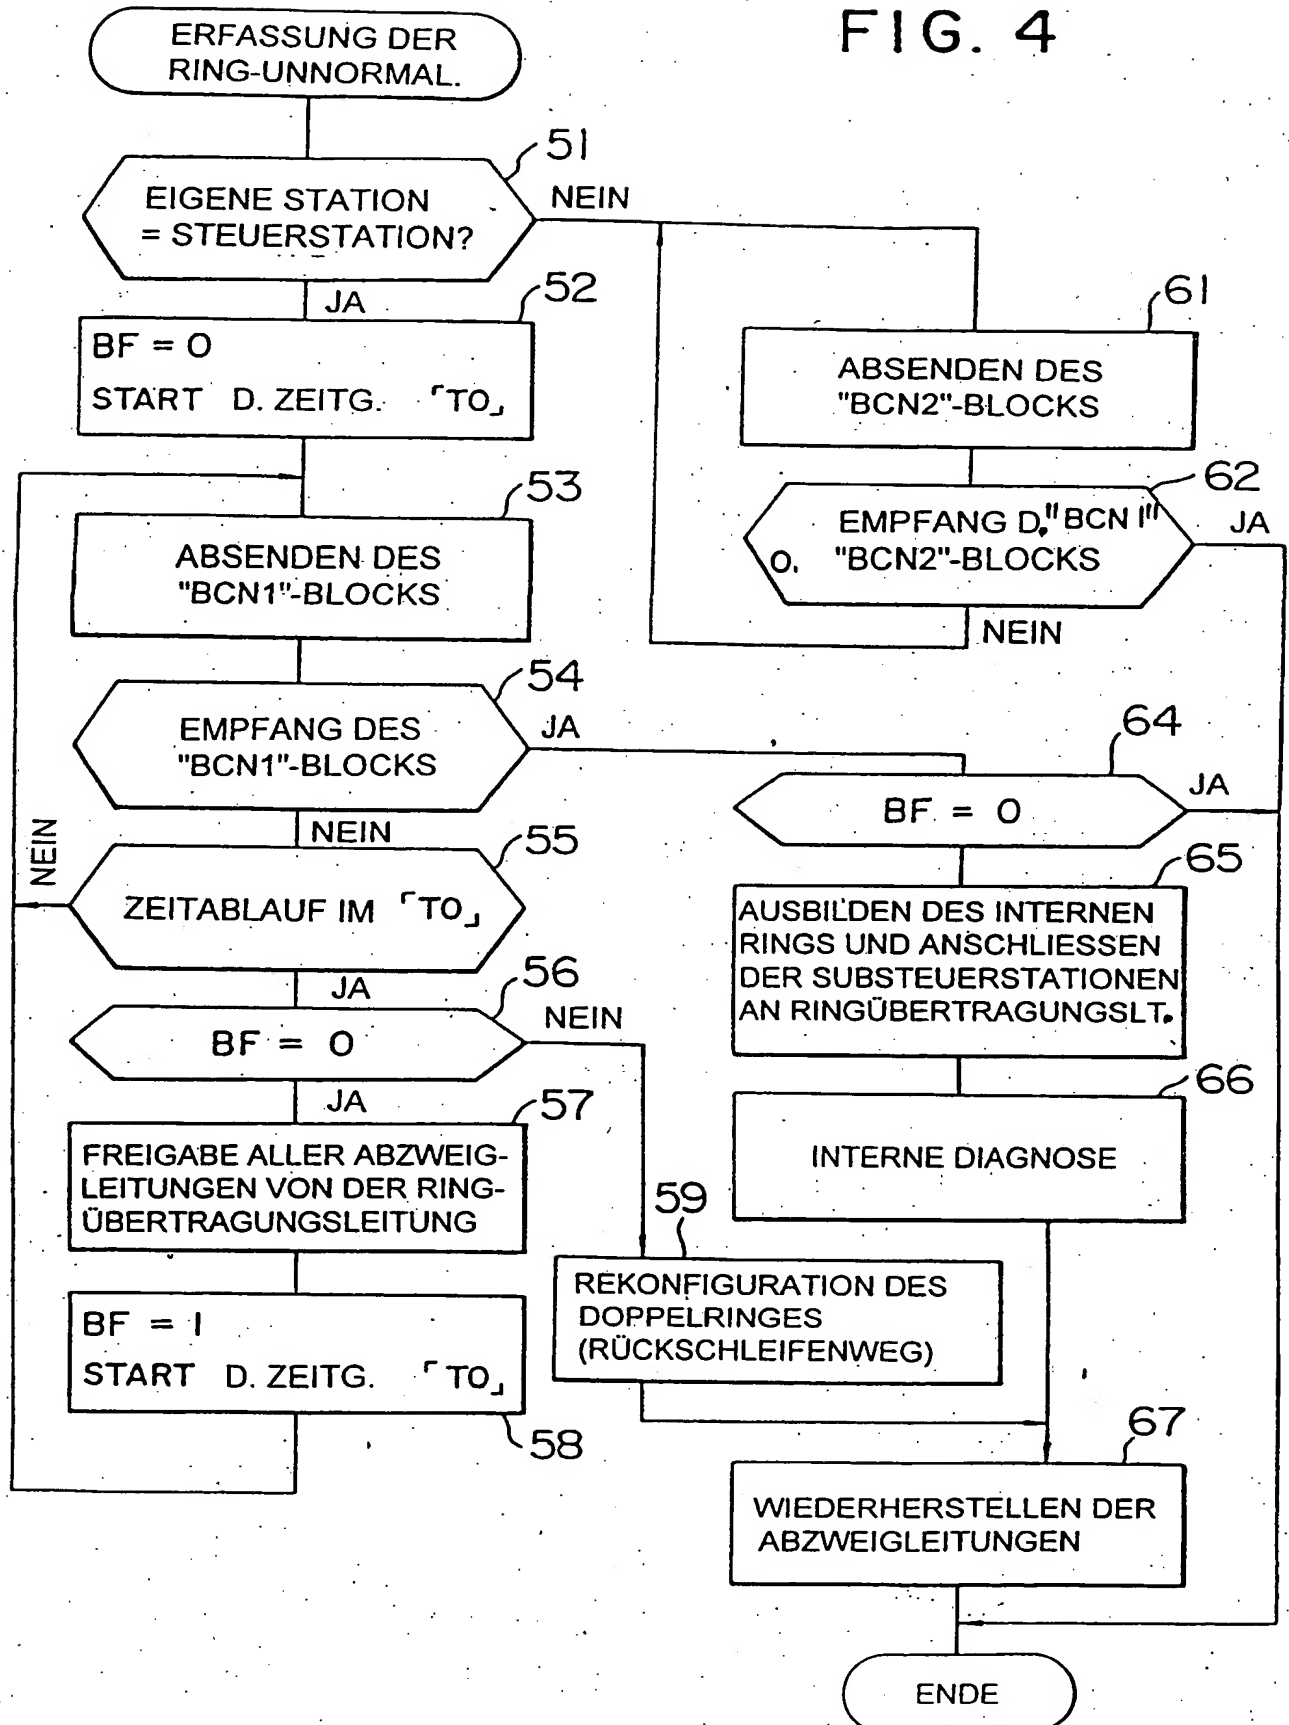 FIG. 4
ERFASSUNG DER
RING-UNNORMAL.
51
EIGENE STATION
= STEUERSTATION?
NEIN
JA
52
BF = 0
START D. ZEITG. 「TO」
53
ABSENDEN DES
"BCN1"-BLOCKS
54
EMPFANG DES
"BCN1"-BLOCKS
JA
NEIN
55
ZEITABLAUF IM 「TO」
NEIN
JA
56
BF = 0
NEIN
JA
57
FREIGABE ALLER ABZWEIG-
LEITUNGEN VON DER RING-
ÜBERTRAGUNGSLEITUNG
BF = 1
START D. ZEITG. 「TO」
58
59
REKONFIGURATION DES
DOPPELRINGES
(RÜCKSCHLEIFENWEG)
61
ABSENDEN DES
"BCN2"-BLOCKS
62
EMPFANG D. "BCN1"
O. "BCN2"-BLOCKS
JA
NEIN
64
BF = 0
JA
65
AUSBILDEN DES INTERNEN
RINGS UND ANSCHLIESSEN
DER SUBSTEUERSTATIONEN
AN RINGÜBERTRAGUNGSLT.
66
INTERNE DIAGNOSE
67
WIEDERHERSTELLEN DER
ABZWEIGLEITUNGEN
ENDE